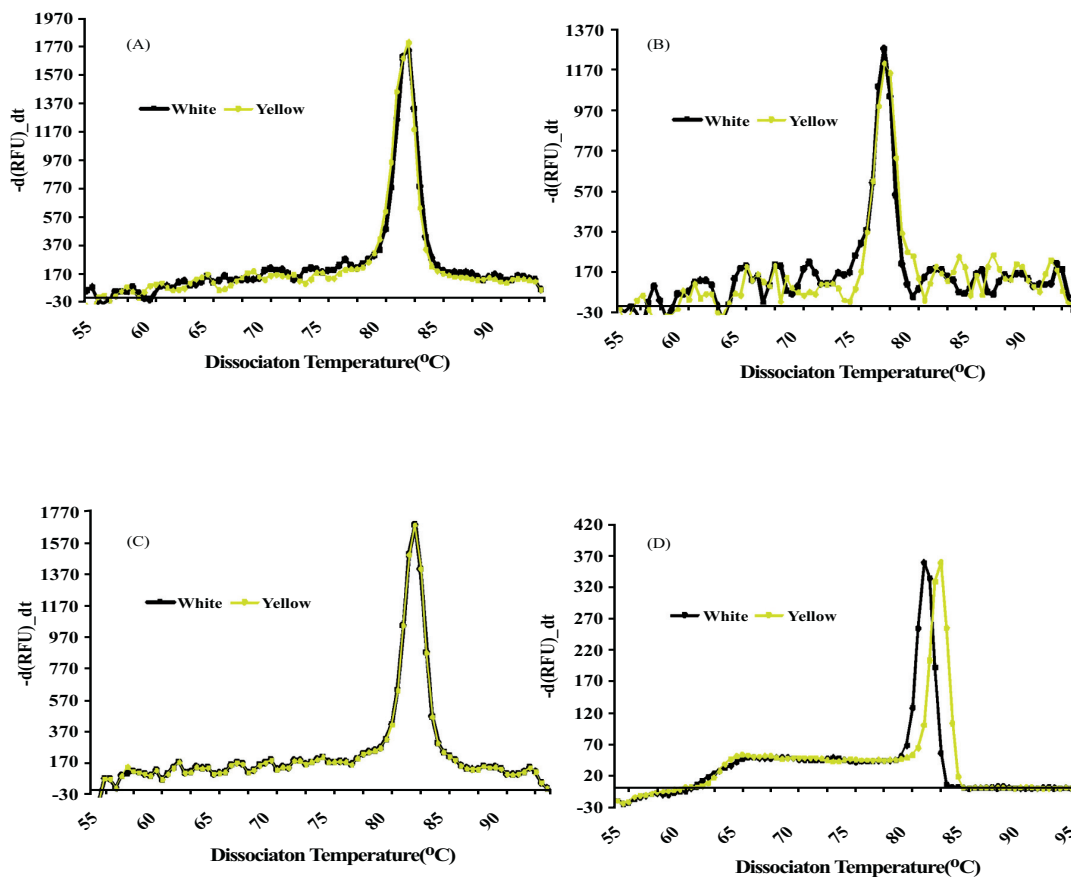 (A)
-d(RFU)_dt
1970
1770
1570
1370
1170
970
770
570
370
170
-30
White Yellow
55 60 65 70 75 80 85 90
Dissociaton Temperature(⁰C)
(B)
-d(RFU)_dt
1370
1170
970
770
570
370
170
-30
White Yellow
55 60 65 70 75 80 85 90
Dissociaton Temperature(⁰C)
(C)
-d(RFU)_dt
1770
1570
1370
1170
970
770
570
370
170
-30
White Yellow
55 60 65 70 75 80 85 90
Dissociaton Temperature(⁰C)
(D)
-d(RFU)_dt
420
370
320
270
220
170
120
70
20
-30
White Yellow
55 60 65 70 75 80 85 90 95
Dissociaton Temperature(⁰C)